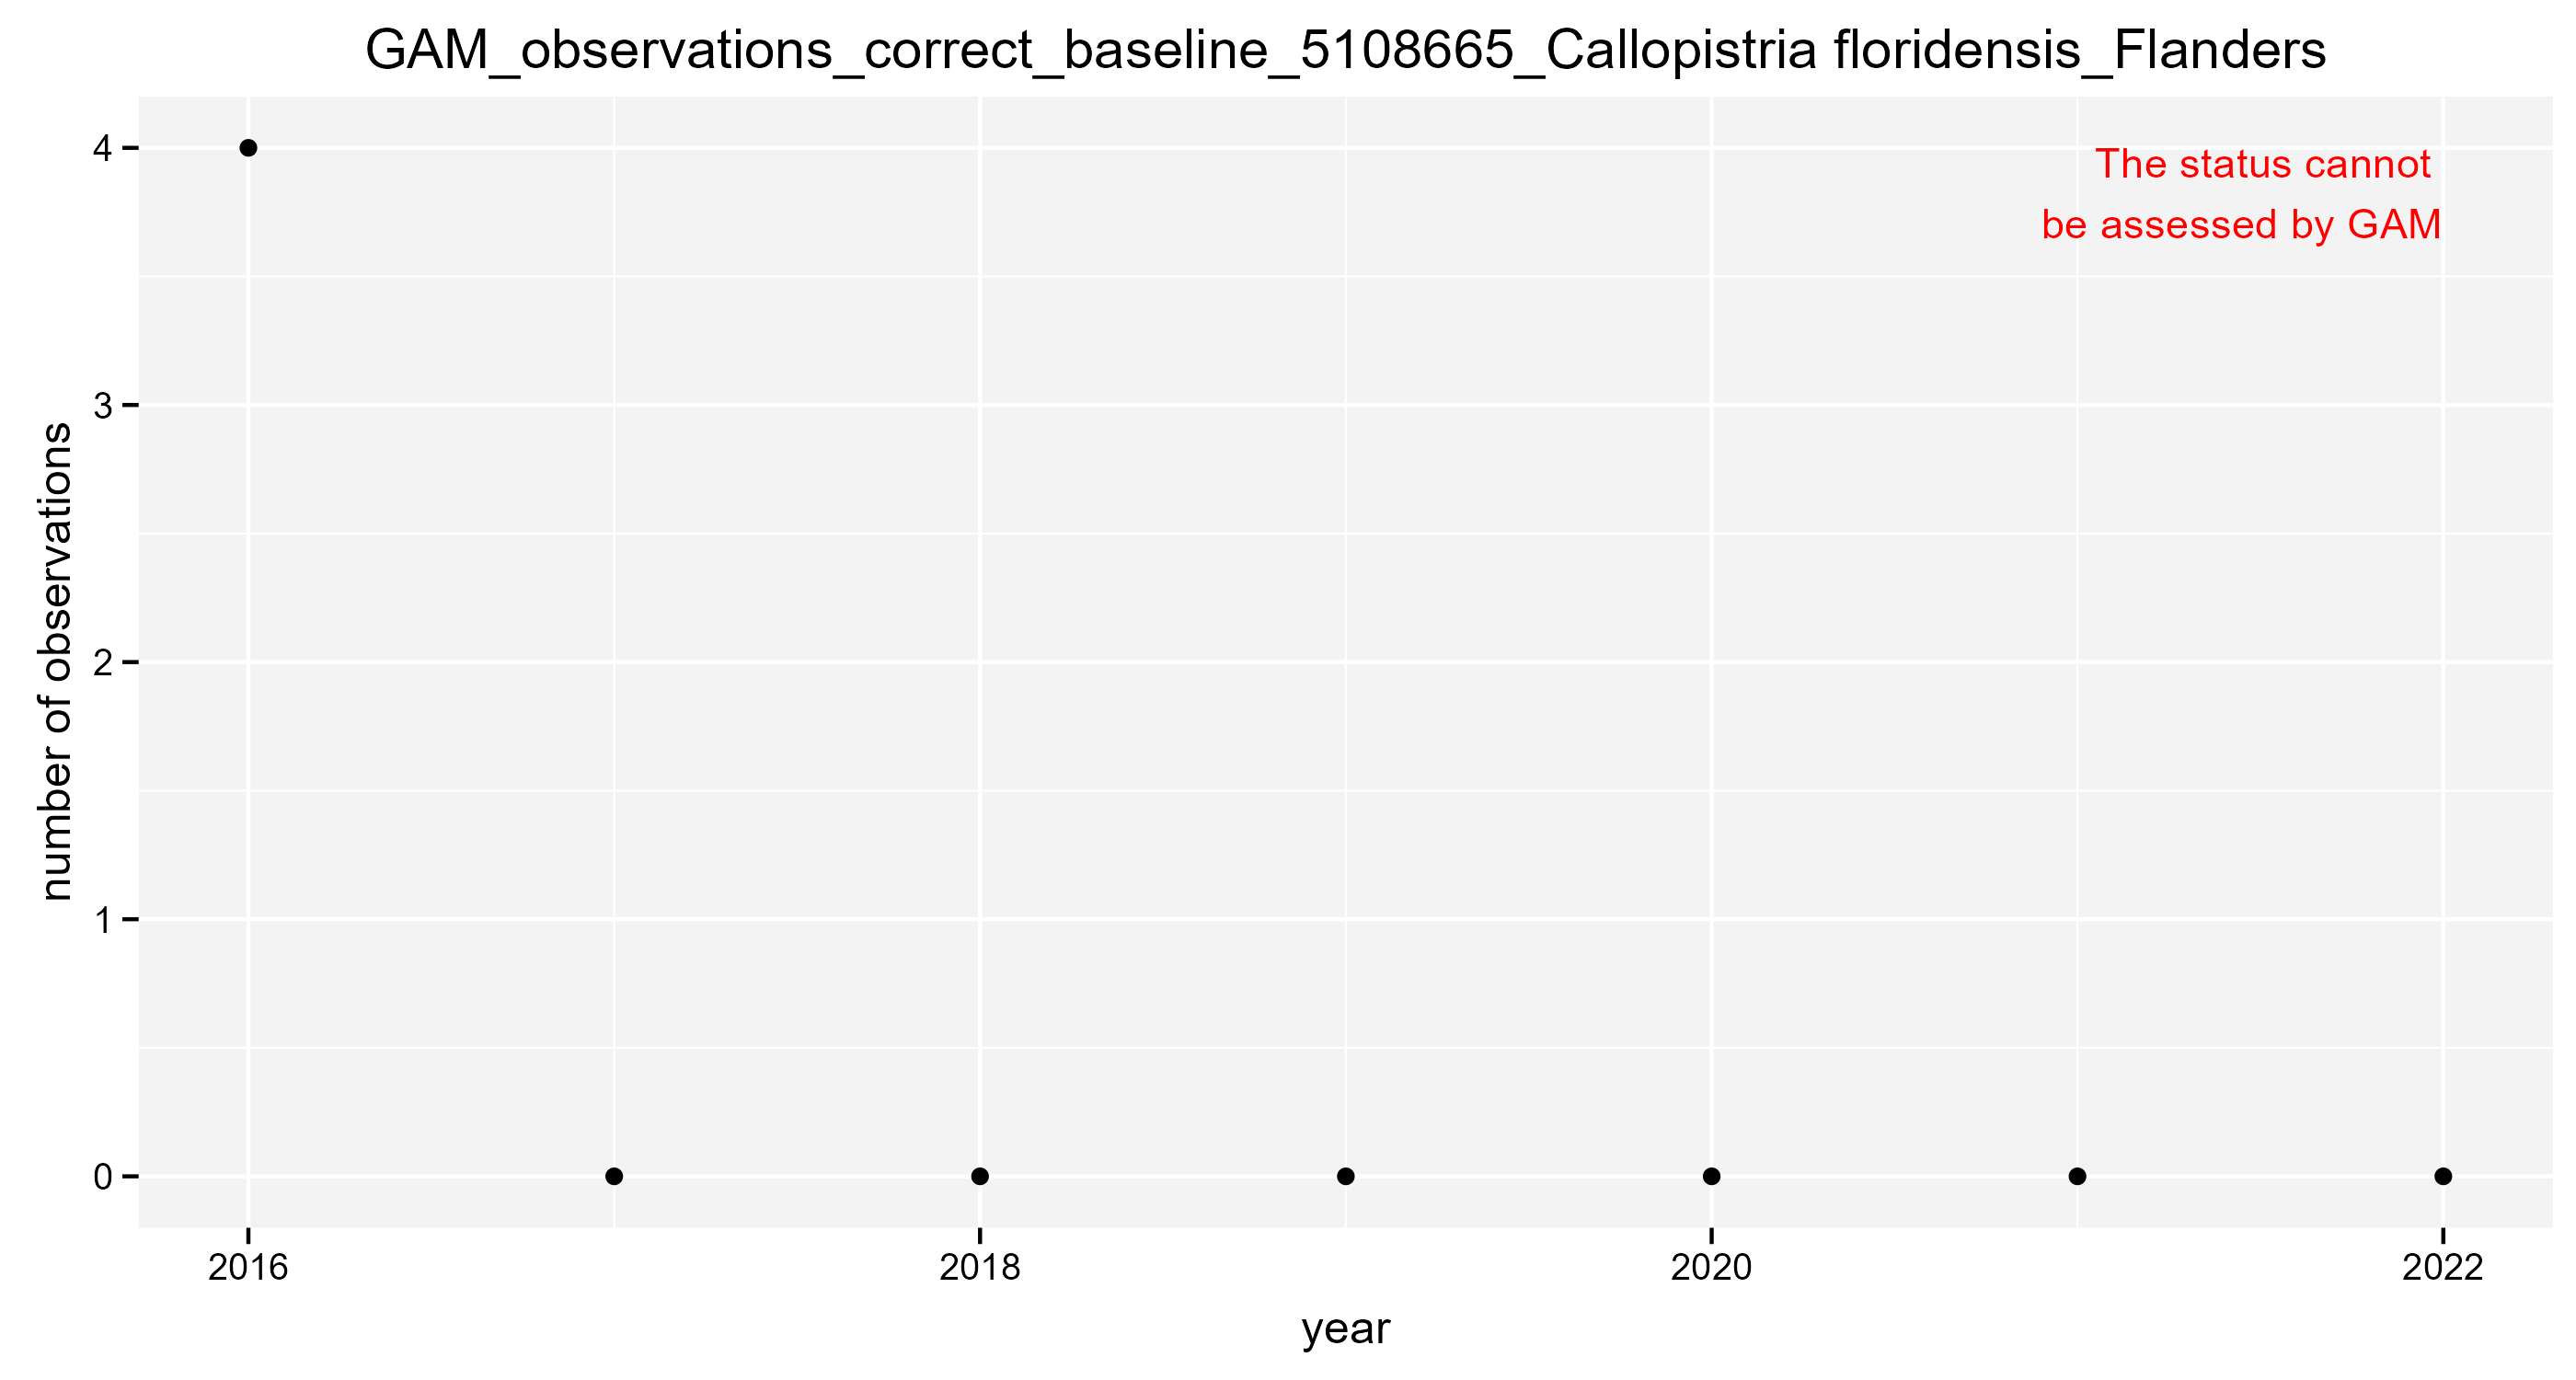 GAM_observations_correct_baseline_5108665_Callopistria floridensis_Flanders
The status cannot
be assessed by GAM
number of observations
4
3
2
1
0
2016 2018 2020 2022
year